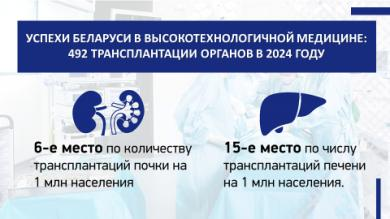 УСПЕХИ БЕЛАРУСИ В ВЫСОКОТЕХНОЛОГИЧНОЙ МЕДИЦИНЕ:
492 ТРАНСПЛАНТАЦИИ ОРГАНОВ В 2024 ГОДУ
6-е место по количеству
трансплантаций почки на
1 млн населения
15-е место по числу
трансплантаций печени
на 1 млн населения.